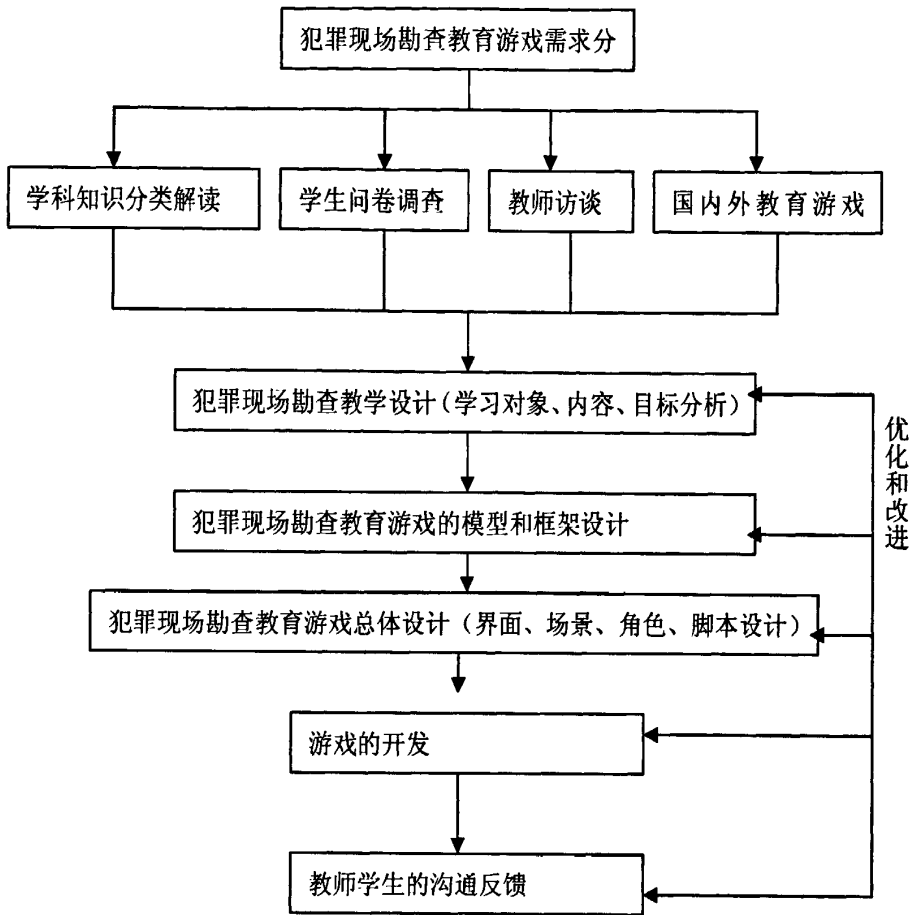 犯罪现场勘查教育游戏需求分
学科知识分类解读
学生问卷调查
教师访谈
国内外教育游戏
犯罪现场勘查教学设计（学习对象、内容、目标分析）
犯罪现场勘查教育游戏的模型和框架设计
犯罪现场勘查教育游戏总体设计（界面、场景、角色、脚本设计）
游戏的开发
教师学生的沟通反馈
优化和改进